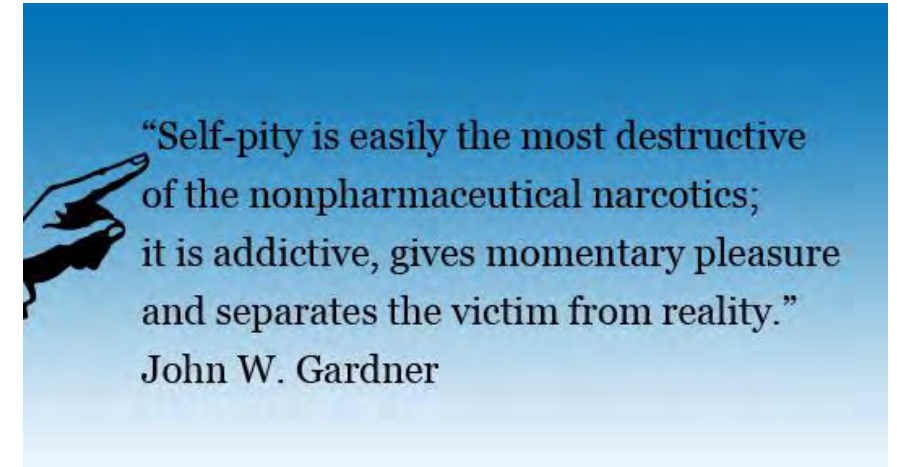 “Self-pity is easily the most destructive
of the nonpharmaceutical narcotics;
it is addictive, gives momentary pleasure
and separates the victim from reality.”
John W. Gardner